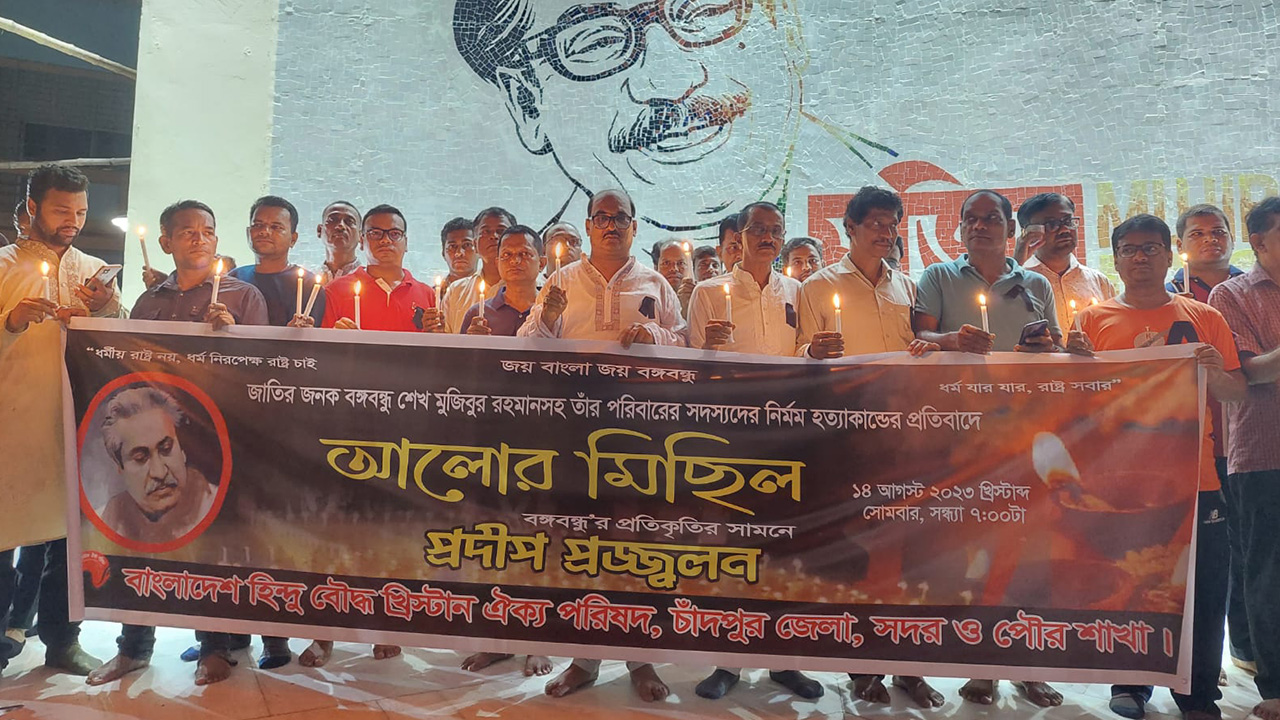 MUJIB
“ধর্মীয় রাষ্ট্র নয়, ধর্ম নিরপেক্ষ রাষ্ট্র চাই
জয় বাংলা জয় বঙ্গবন্ধু
ধর্ম যার যার, রাষ্ট্র সবার”
জাতির জনক বঙ্গবন্ধু শেখ মুজিবুর রহমানসহ তাঁর পরিবারের সদস্যদের নির্মম হত্যাকান্ডের প্রতিবাদে
আলোর মিছিল
১৪ আগস্ট ২০২৩ খ্রিস্টাব্দ
সোমবার, সন্ধ্যা ৭:০০টা
বঙ্গবন্ধু'র প্রতিকৃতির সামনে
প্রদীপ প্রজ্জ্বলন
বাংলাদেশ হিন্দু বৌদ্ধ খ্রিস্টান ঐক্য পরিষদ, চাঁদপুর জেলা, সদর ও পৌর শাখা।